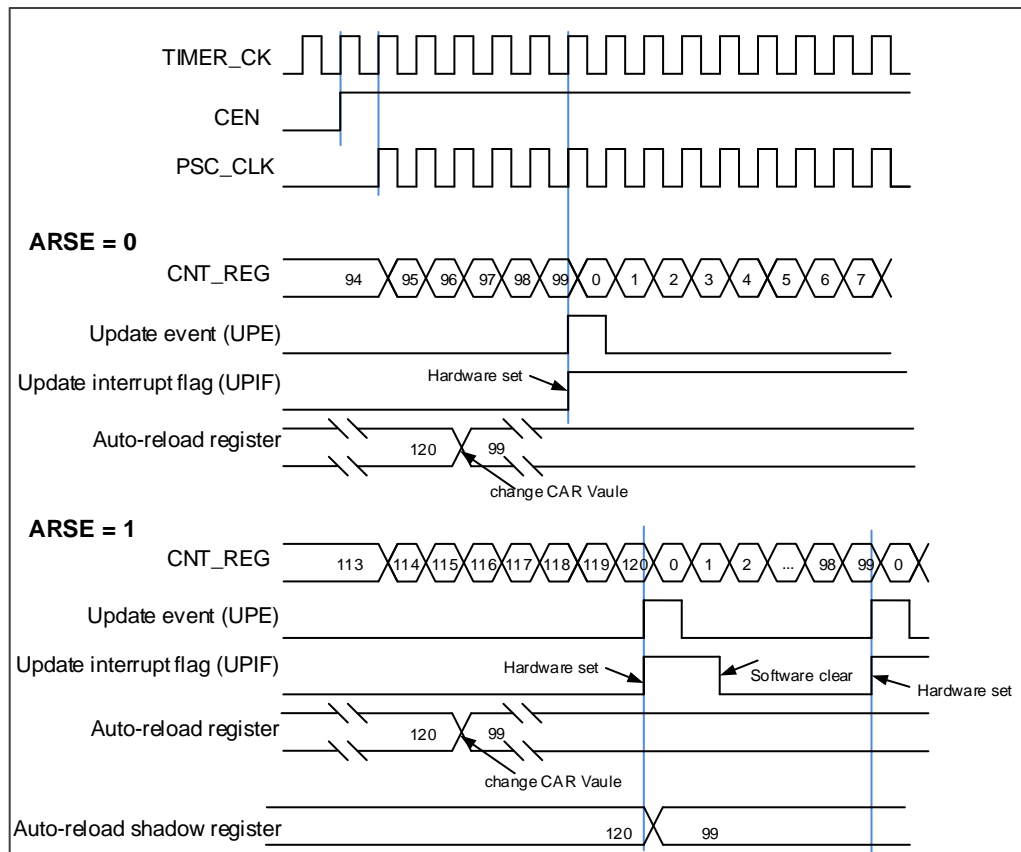 TIMER_CK
CEN
PSC_CLK
ARSE = 0
CNT_REG 94 95 96 97 98 99 0 1 2 3 4 5 6 7
Update event (UPE)
Update interrupt flag (UPIF) Hardware set
Auto-reload register 120 99
change CAR Vaule
ARSE = 1
CNT_REG 113 114 115 116 117 118 119 120 0 1 2 ... 98 99 0
Update event (UPE)
Update interrupt flag (UPIF) Hardware set Software clear Hardware set
Auto-reload register 120 99
change CAR Vaule
Auto-reload shadow register 120 99